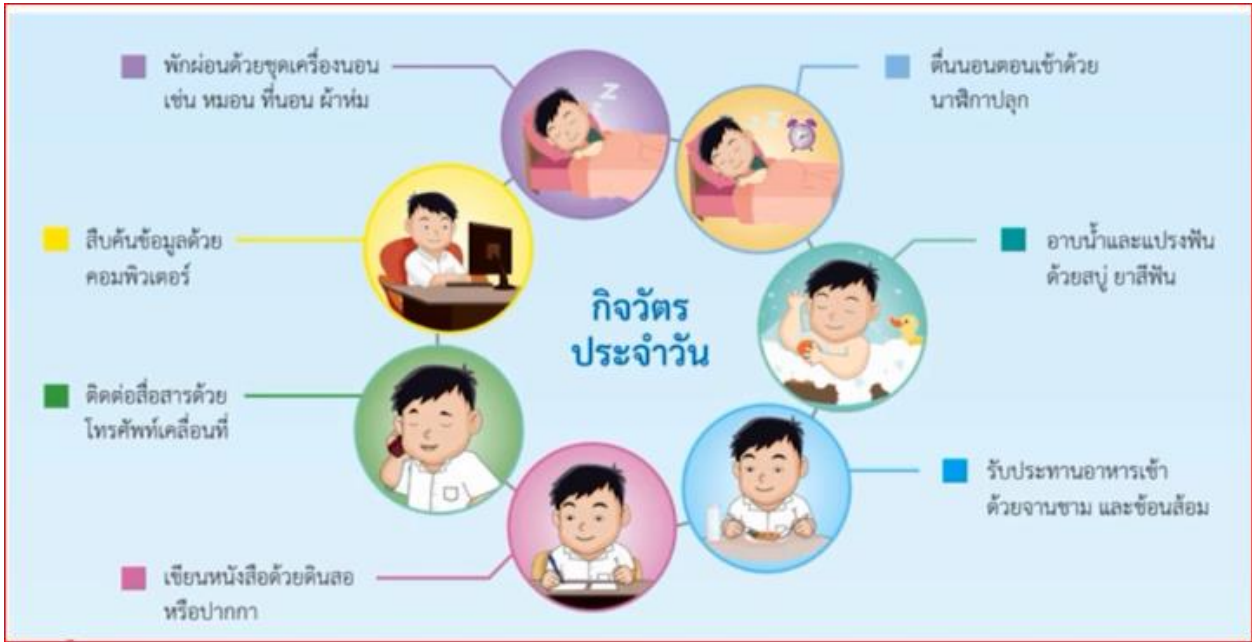 พักผ่อนด้วยชุดเครื่องนอน
เช่น หมอน ที่นอน ผ้าห่ม
ตื่นนอนตอนเช้าด้วย
นาฬิกาปลุก
สืบค้นข้อมูลด้วย
คอมพิวเตอร์
อาบน้ำและแปรงฟัน
ด้วยสบู่ ยาสีฟัน
กิจวัตร
ประจำวัน
ติดต่อสื่อสารด้วย
โทรศัพท์เคลื่อนที่
รับประทานอาหารเช้า
ด้วยจานชาม และช้อนส้อม
เขียนหนังสือด้วยดินสอ
หรือปากกา